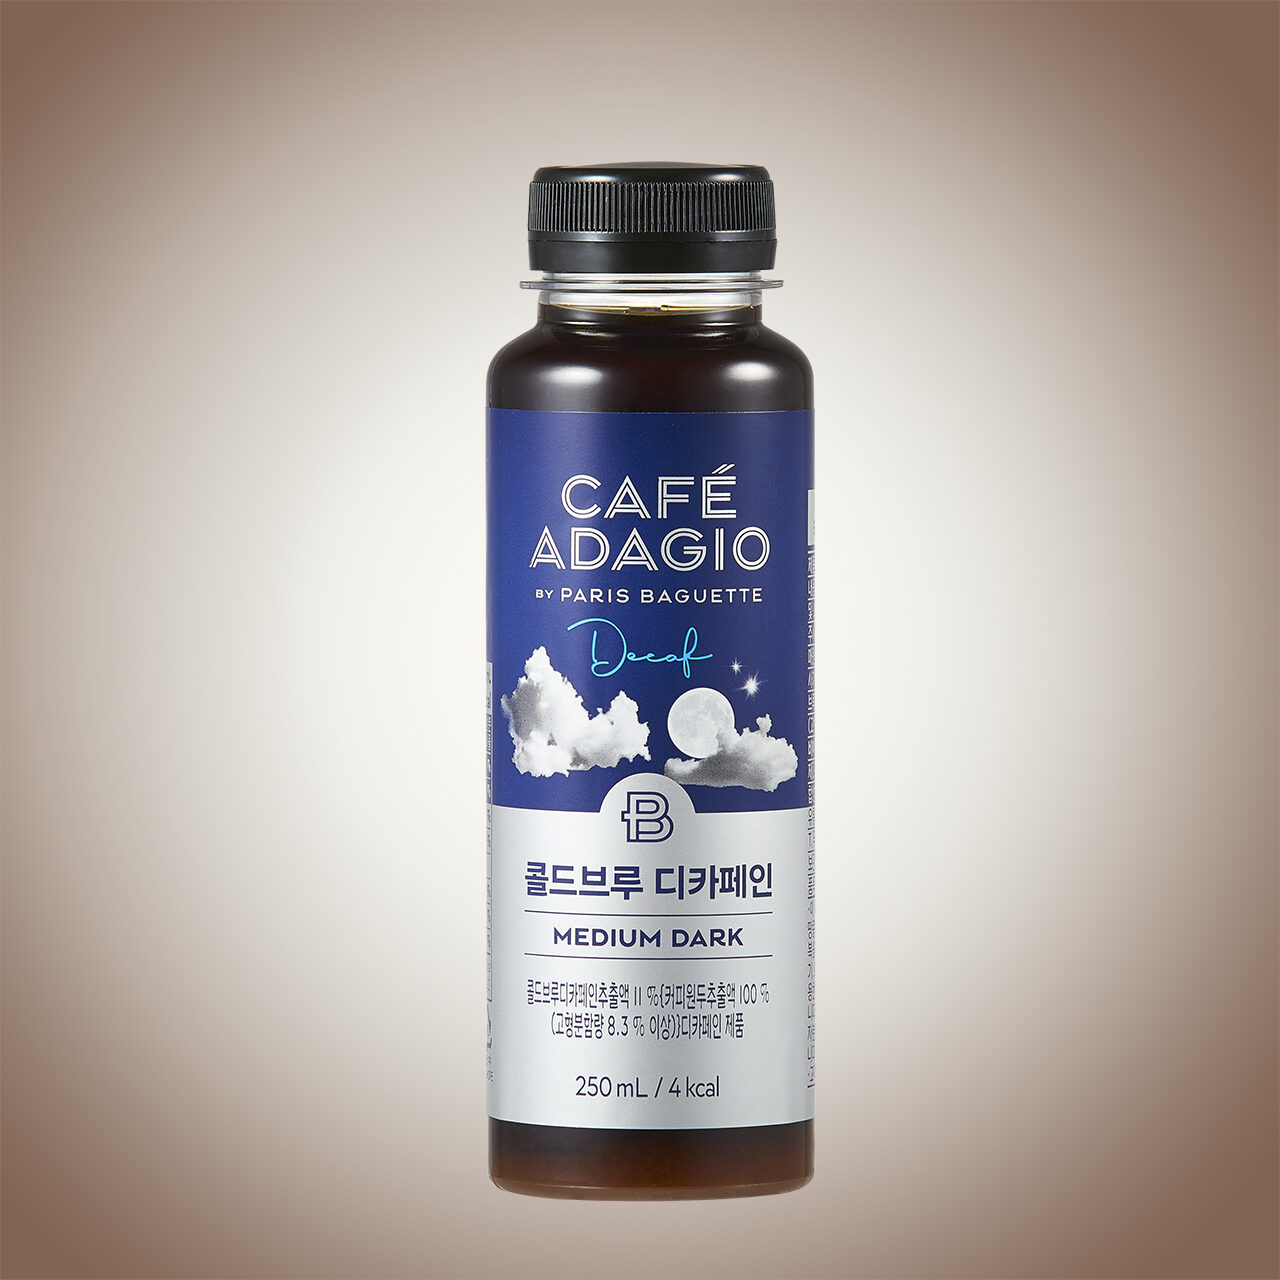 CAFÉ
ADAGIO
BY PARIS BAGUETTE
Decaf
B
콜드브루 디카페인
MEDIUM DARK
콜드브루디카페인추출액 11 %{커피원두추출액 100 %
(고형분함량 8.3 % 이상)}디카페인 제품
250 mL / 4 kcal